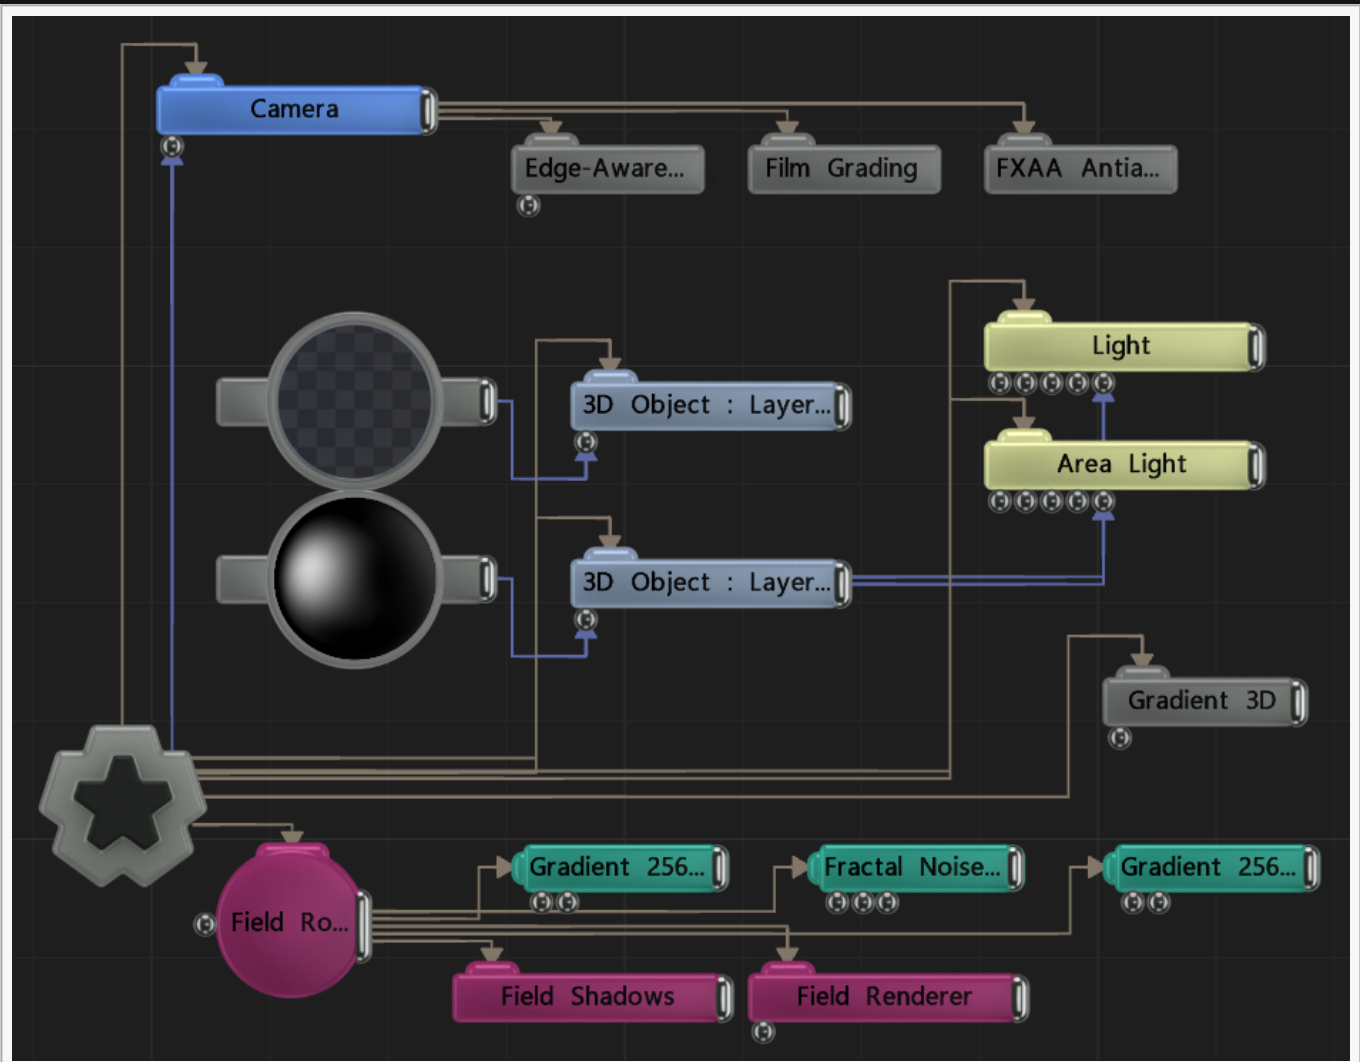 Camera
Edge-Aware...
Film Grading
FXAA Antia...
Light
3D Object : Layer...
Area Light
3D Object : Layer...
Gradient 3D
Gradient 256...
Fractal Noise...
Gradient 256...
Field Ro...
Field Shadows
Field Renderer